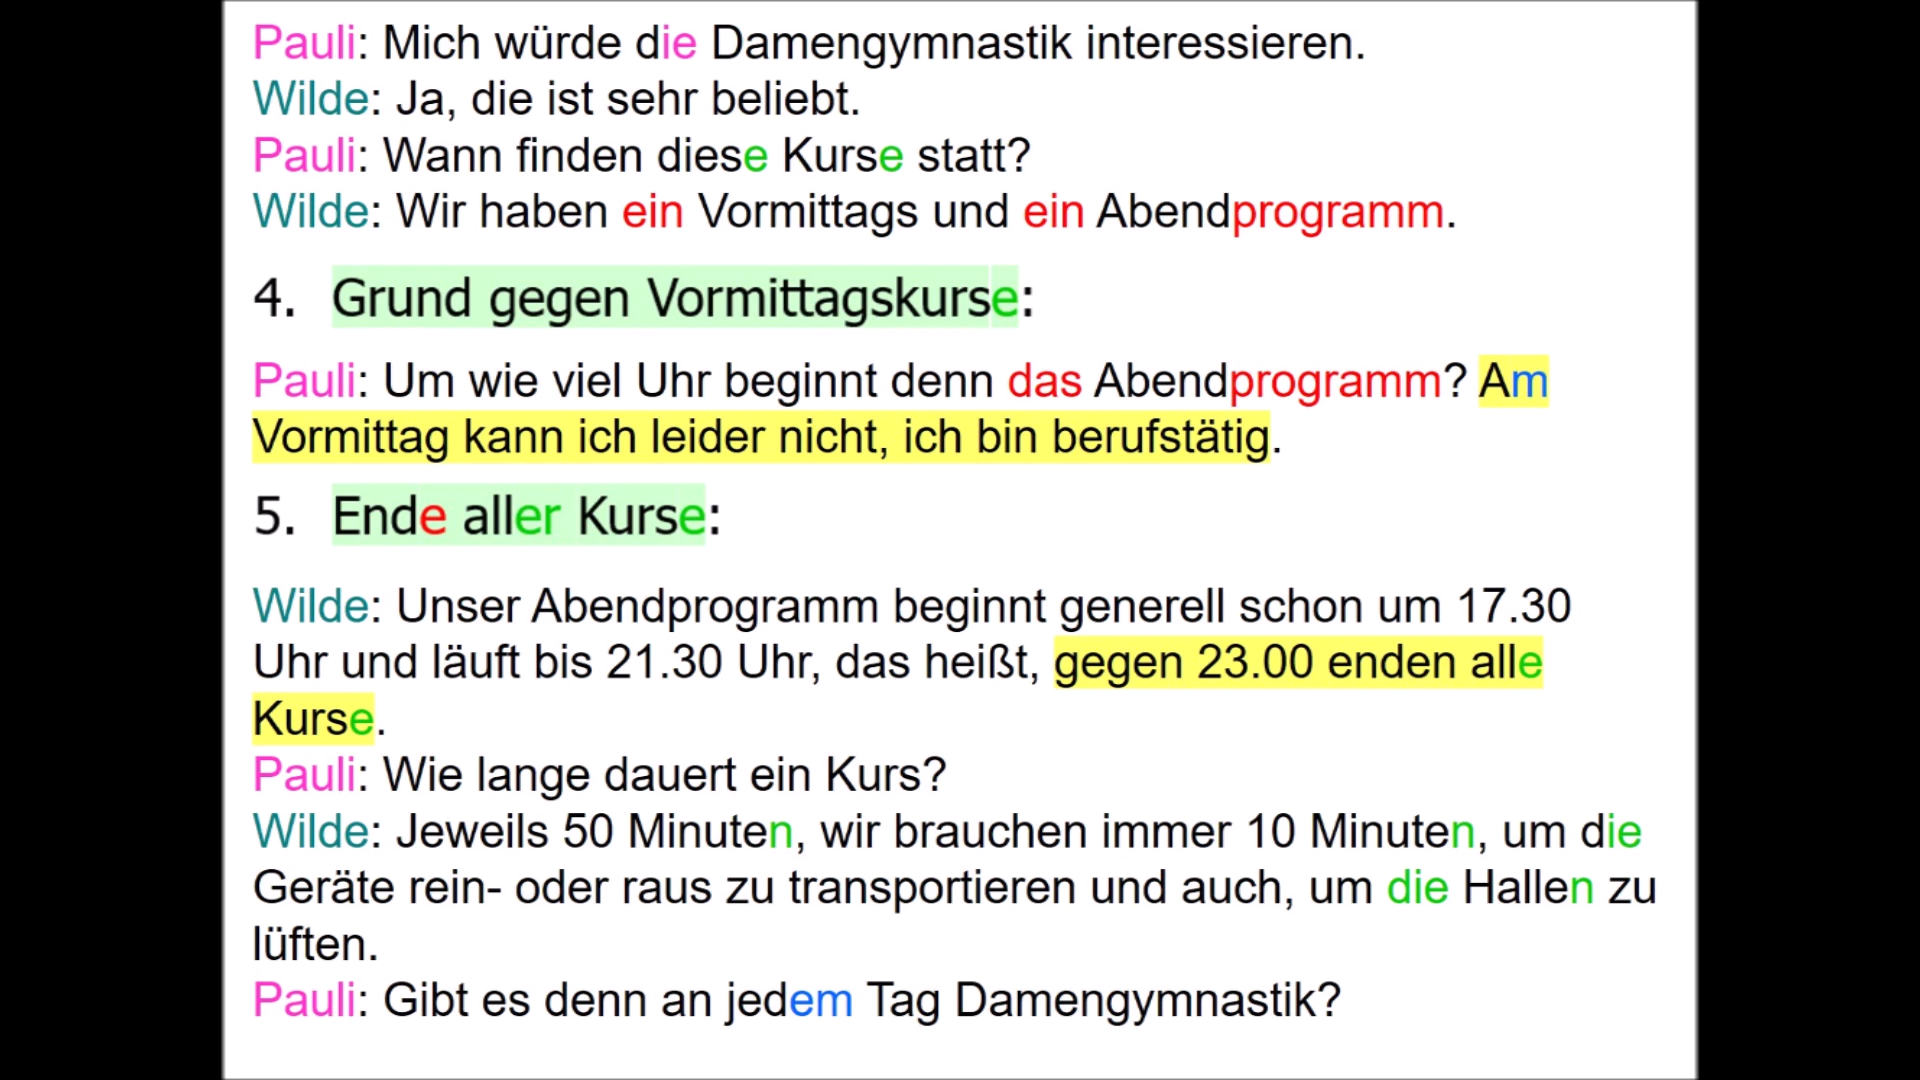 Pauli: Mich würde die Damengymnastik interessieren.
Wilde: Ja, die ist sehr beliebt.
Pauli: Wann finden diese Kurse statt?
Wilde: Wir haben ein Vormittags und ein Abendprogramm.
4. Grund gegen Vormittagskurse:
Pauli: Um wie viel Uhr beginnt denn das Abendprogramm? Am
Vormittag kann ich leider nicht, ich bin berufstätig.
5. Ende aller Kurse:
Wilde: Unser Abendprogramm beginnt generell schon um 17.30
Uhr und läuft bis 21.30 Uhr, das heißt, gegen 23.00 enden alle
Kurse.
Pauli: Wie lange dauert ein Kurs?
Wilde: Jeweils 50 Minuten, wir brauchen immer 10 Minuten, um die
Geräte rein- oder raus zu transportieren und auch, um die Hallen zu
lüften.
Pauli: Gibt es denn an jedem Tag Damengymnastik?